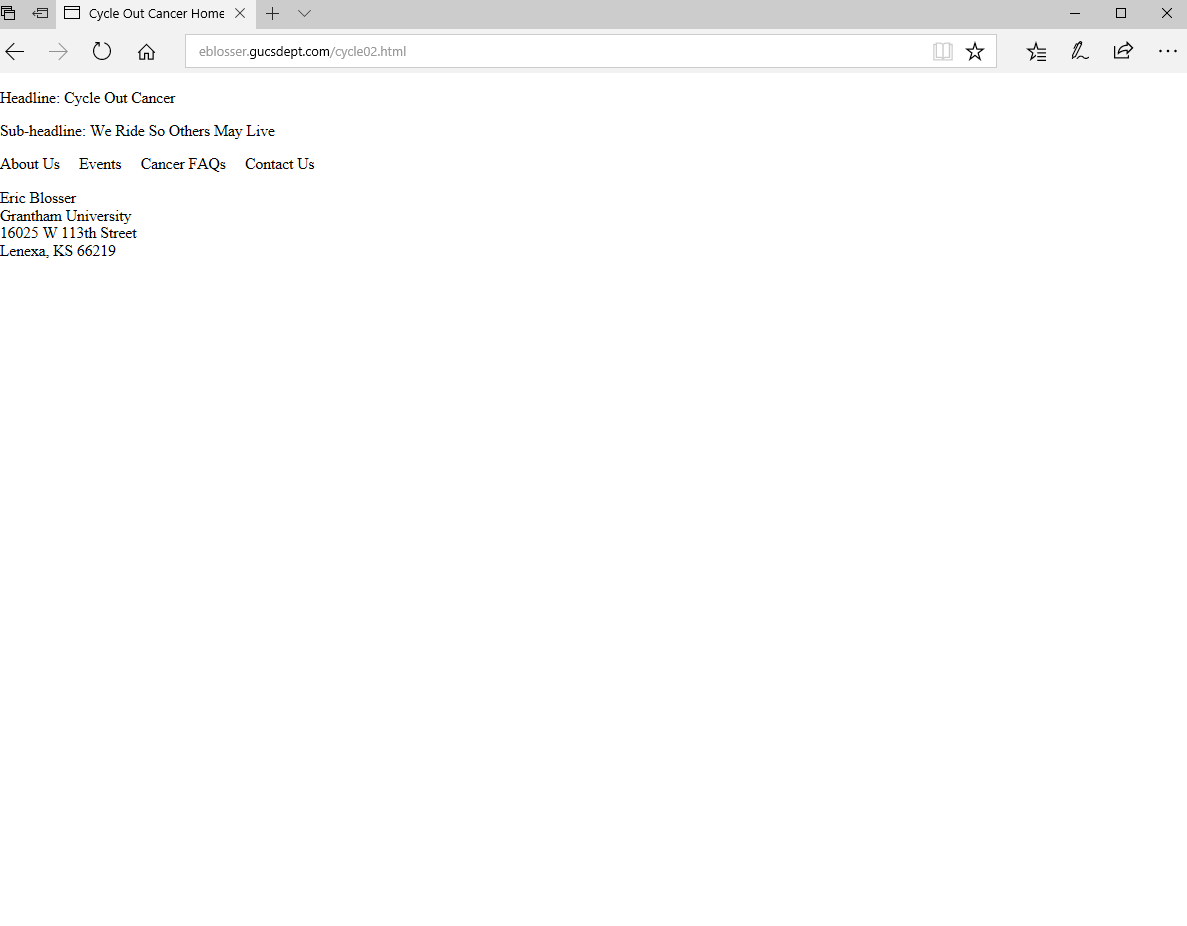 Cycle Out Cancer Home
eblosser.gucsdept.com/cycle02.html
Headline: Cycle Out Cancer
Sub-headline: We Ride So Others May Live
About Us Events Cancer FAQs Contact Us
Eric Blosser
Grantham University
16025 W 113th Street
Lenexa, KS 66219